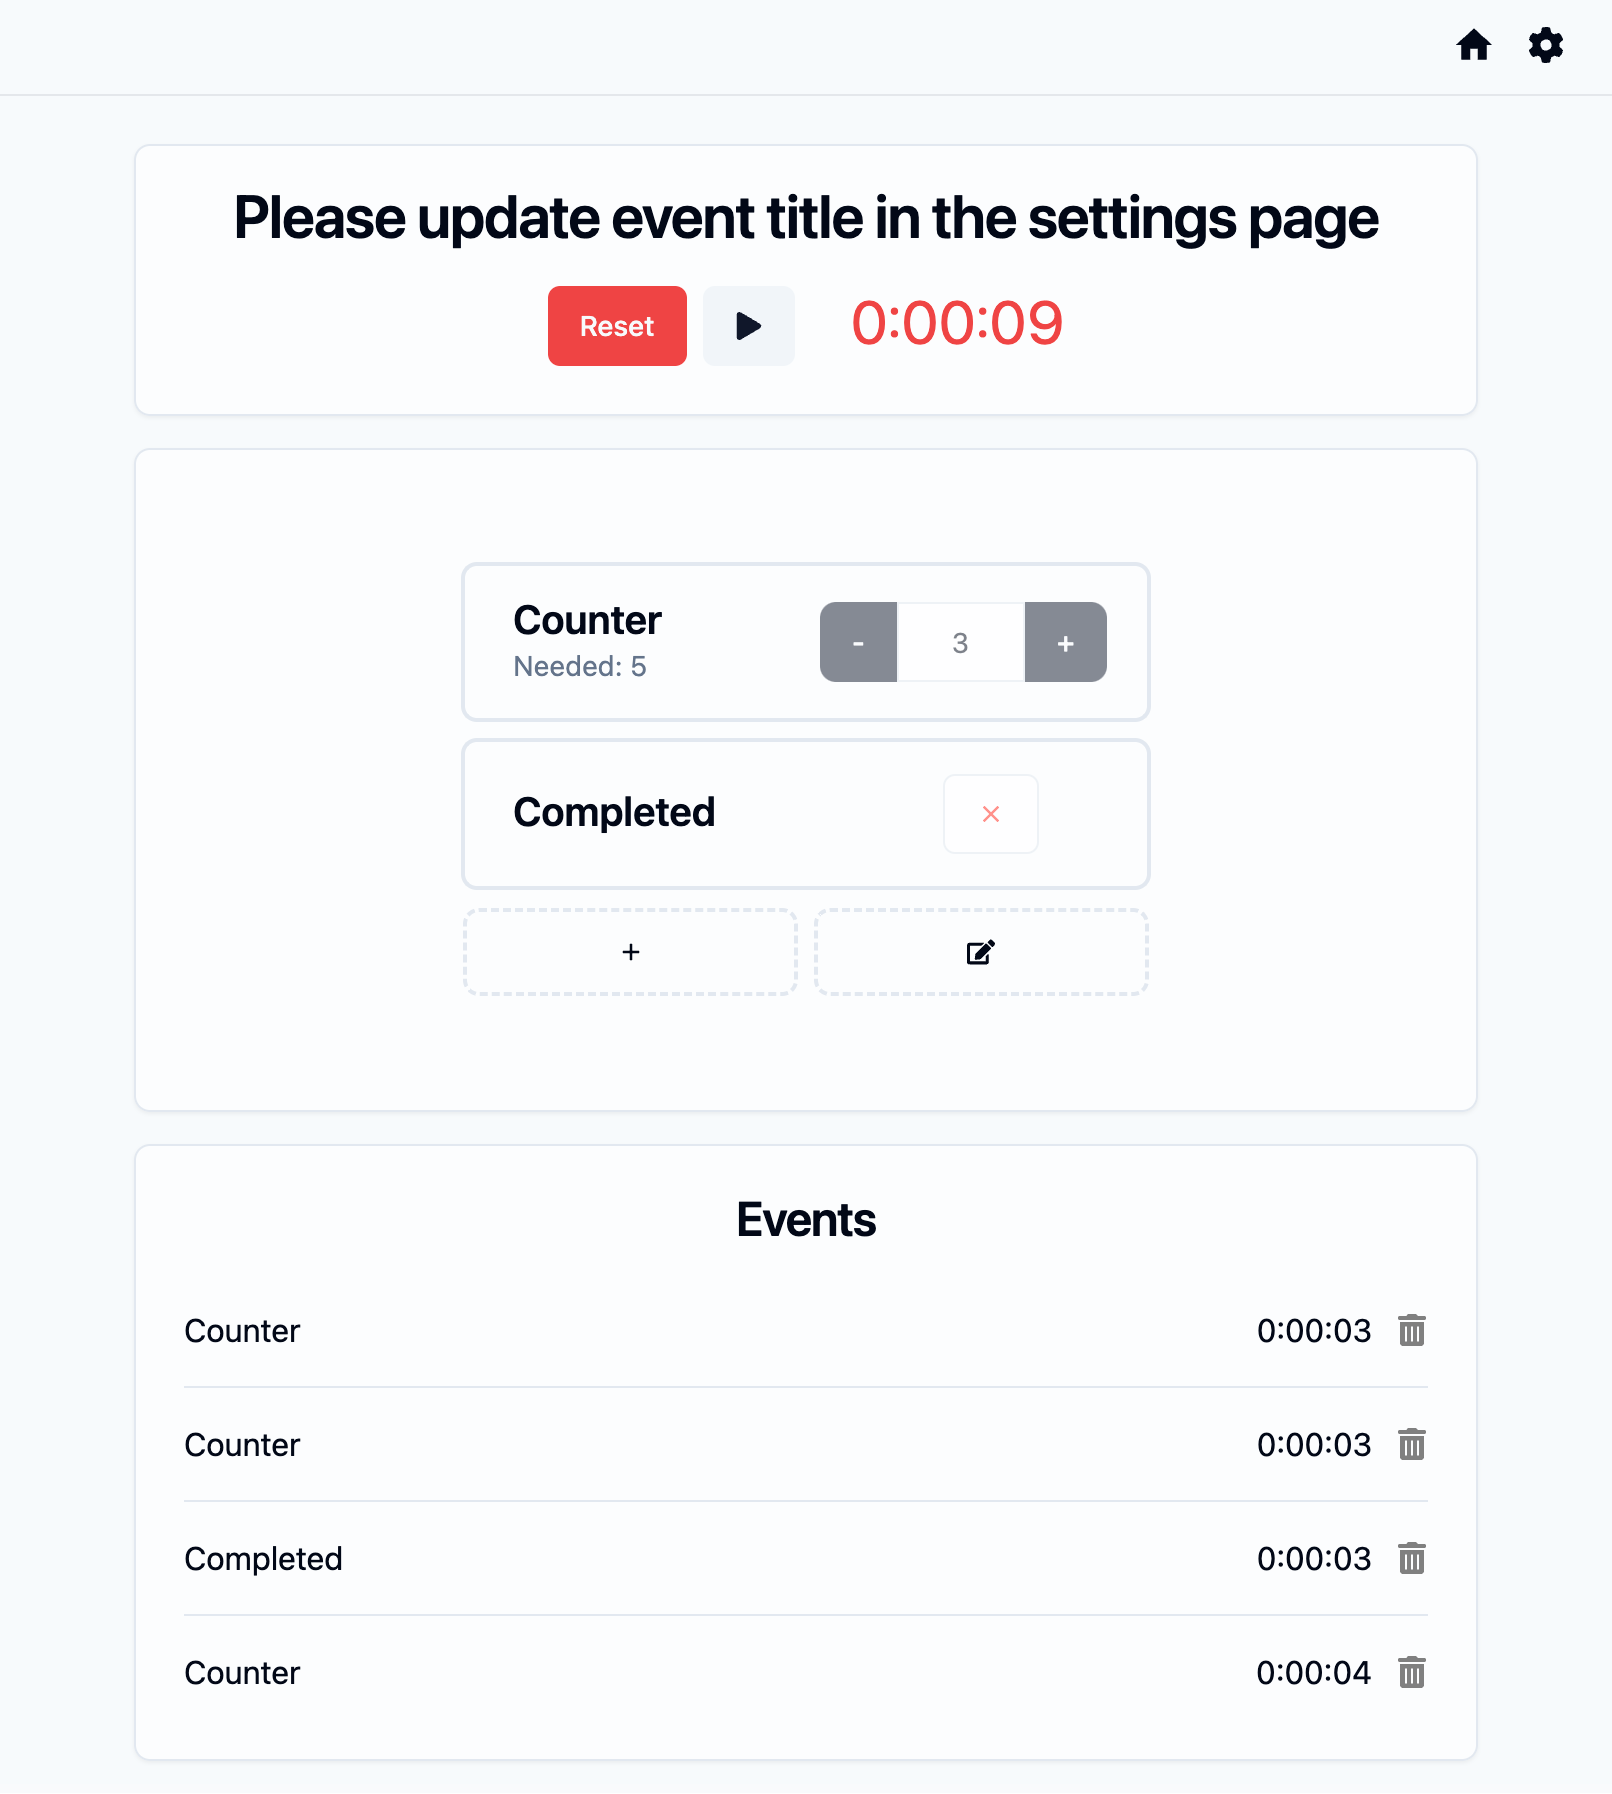 Please update event title in the settings page
Reset
0:00:09
Counter
Needed: 5
-
3
+
Completed
×
+
Events
Counter 0:00:03
Counter 0:00:03
Completed 0:00:03
Counter 0:00:04